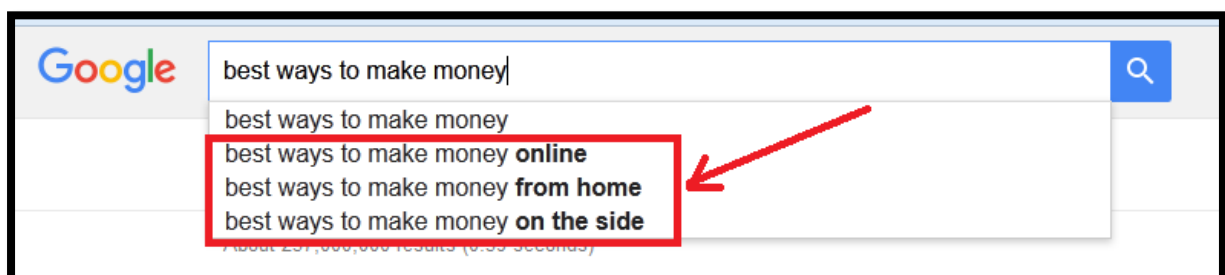 Google
best ways to make money
best ways to make money
best ways to make money online
best ways to make money from home
best ways to make money on the side
results